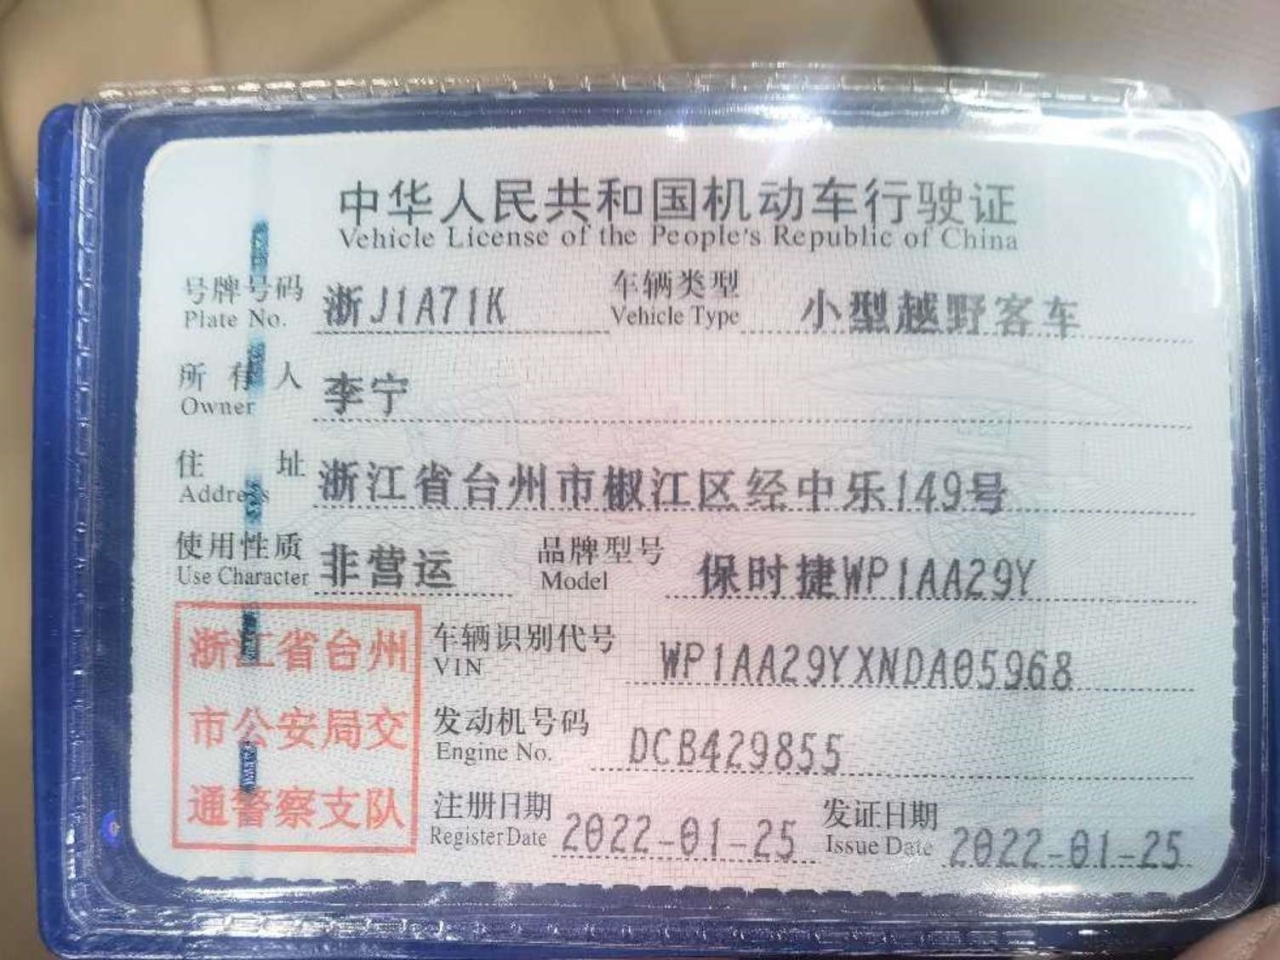 中华人民共和国机动车行驶证
Vehicle License of the People's Republic of China
号牌号码 浙J1A71K 车辆类型 小型越野客车
Plate No. Vehicle Type
所有人 李宁
Owner
住址 浙江省台州市椒江区经中乐149号
Address
使用性质 非营运 品牌型号 保时捷WP1AA29Y
Use Character Model
浙江省台州
市公安局交
通警察支队
车辆识别代号 WP1AA29YXNDA05968
VIN
发动机号码 DCB429855
Engine No.
注册日期 2022-01-25 发证日期 2022-01-25
Register Date Issue Date